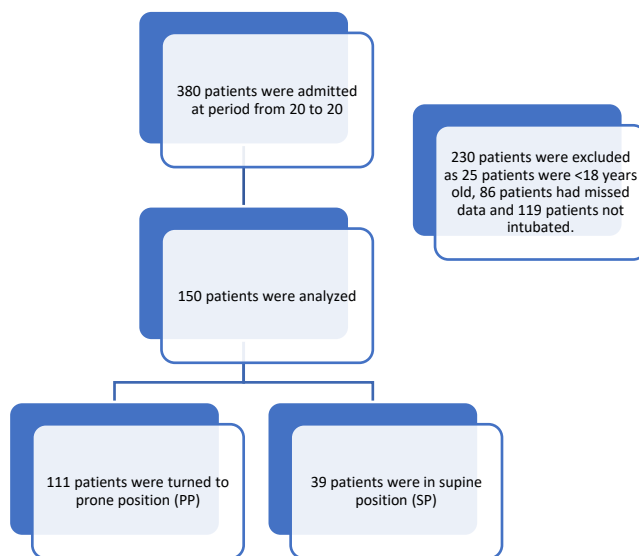 380 patients were admitted
at period from 20 to 20
230 patients were excluded
as 25 patients were <18 years
old, 86 patients had missed
data and 119 patients not
intubated.
150 patients were analyzed
111 patients were turned to
prone position (PP)
39 patients were in supine
position (SP)